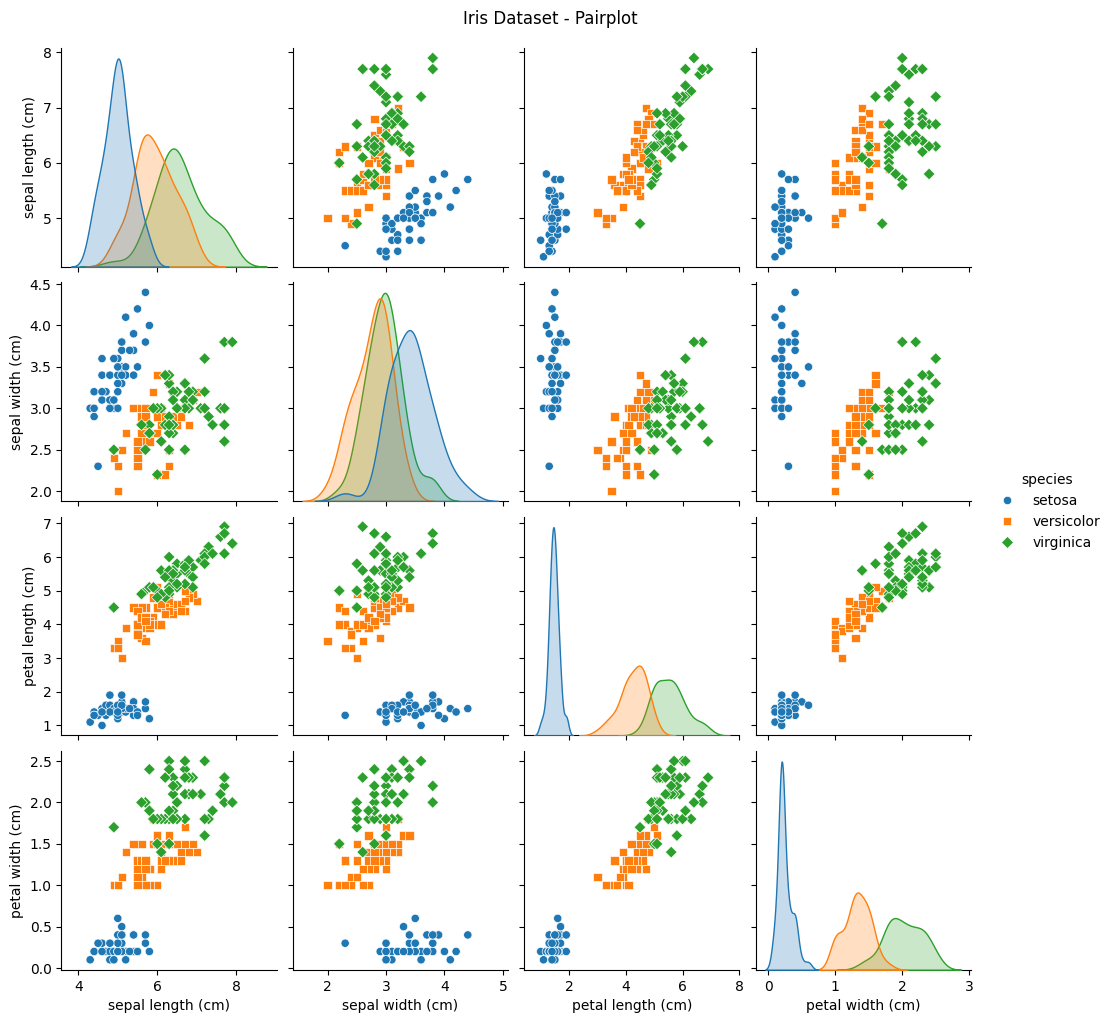 Iris Dataset - Pairplot
8
7
6
5
sepal length (cm)
4.5
4.0
3.5
3.0
2.5
2.0
sepal width (cm)
species
setosa
versicolor
virginica
7
6
5
4
3
2
1
petal length (cm)
2.5
2.0
1.5
1.0
0.5
0.0
petal width (cm)
4 6 8
2 3 4 5
2 4 6 8
0 1 2 3
sepal length (cm)
sepal width (cm)
petal length (cm)
petal width (cm)